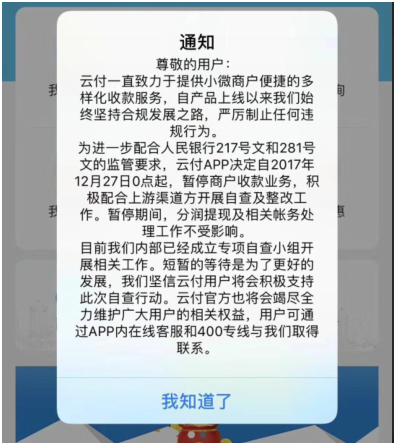 通知
尊敬的用户：
云付一直致力于提供小微商户便捷的多
样化收款服务，自产品上线以来我们始
终坚持合规发展之路，严厉制止任何违
规行为。
为进一步配合人民银行217号文和281号
文的监管要求，云付APP决定自2017年
12月27日0点起，暂停商户收款业务，积
极配合上游渠道方开展自查及整改工
作。暂停期间，分润提现及相关帐务处
理工作不受影响。
目前我们内部已经成立专项自查小组开
展相关工作。短暂的等待是为了更好的
发展，我们坚信云付用户将会积极支持
此次自查行动。云付官方也将会竭尽全
力维护广大用户的相关权益，用户可通
过APP内在线客服和400专线与我们取得
联系。
我知道了